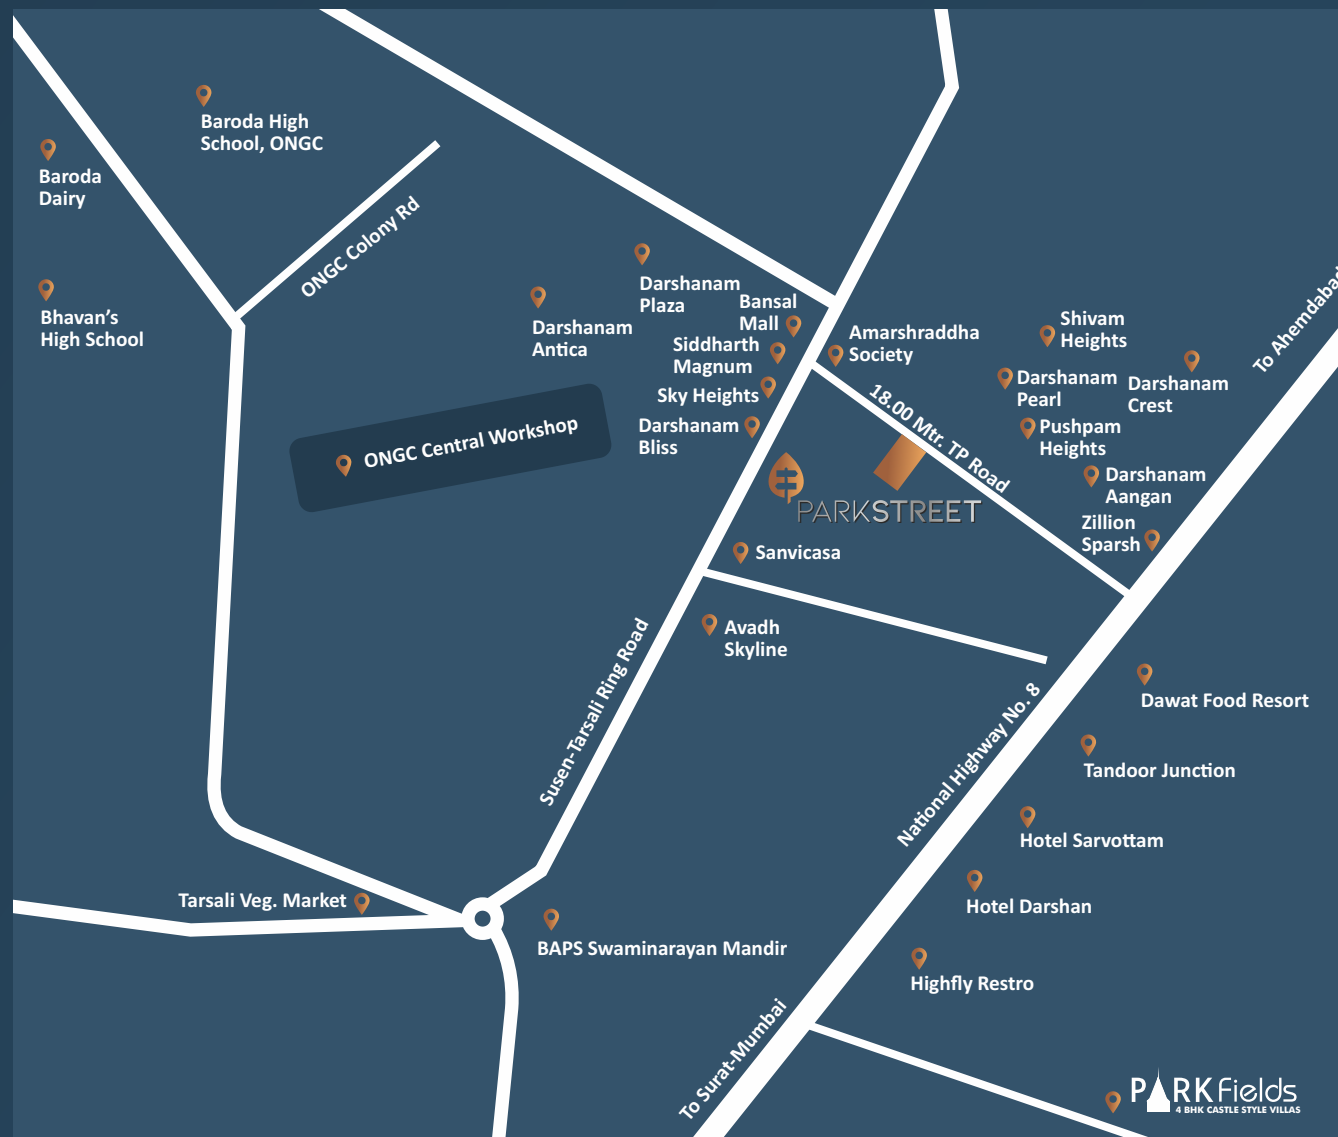 Baroda High
School, ONGC
Baroda
Dairy
ONGC Colony Rd
Bhavan’s
High School
Darshanam
Plaza
Darshanam
Antica
Bansal
Mall
Siddharth
Magnum
Sky Heights
Darshanam
Bliss
ONGC Central Workshop
Amarshraddha
Society
18.00 Mtr. TP Road
Shivam
Heights
Darshanam
Pearl
Darshanam
Crest
Pushpam
Heights
Darshanam
Aangan
Zillion
Sparsh
To Ahemdabad
PARKSTREET
Sanvicasa
Avadh
Skyline
Susen-Tarsali Ring Road
National Highway No. 8
Dawat Food Resort
Tandoor Junction
Hotel Sarvottam
Hotel Darshan
Highfly Restro
Tarsali Veg. Market
BAPS Swaminarayan Mandir
To Surat-Mumbai
PARK Fields
4 BHK CASTLE STYLE VILLAS